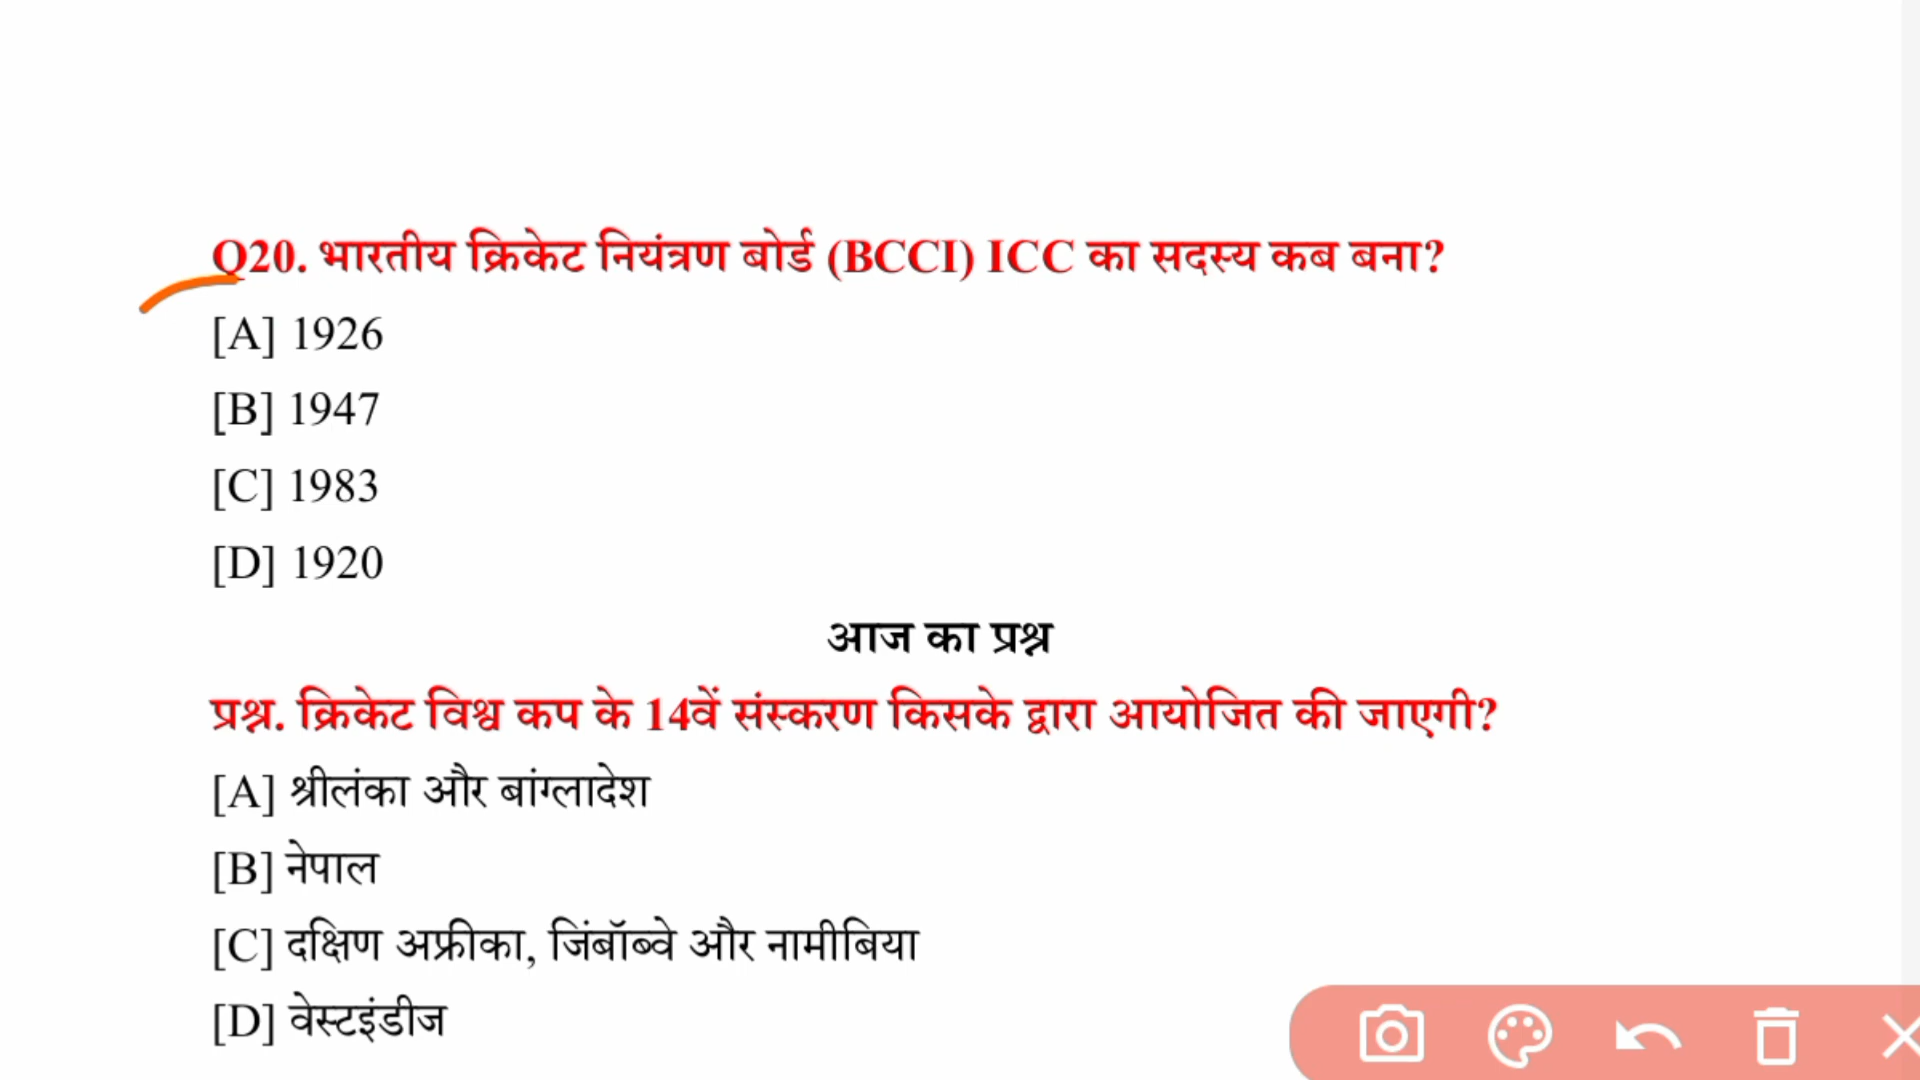 Q20. भारतीय क्रिकेट नियंत्रण बोर्ड (BCCI) ICC का सदस्य कब बना?
[A] 1926
[B] 1947
[C] 1983
[D] 1920
आज का प्रश्न
प्रश्न. क्रिकेट विश्व कप के 14वें संस्करण किसके द्वारा आयोजित की जाएगी?
[A] श्रीलंका और बांग्लादेश
[B] नेपाल
[C] दक्षिण अफ्रीका, जिंबॉब्वे और नामीबिया
[D] वेस्टइंडीज